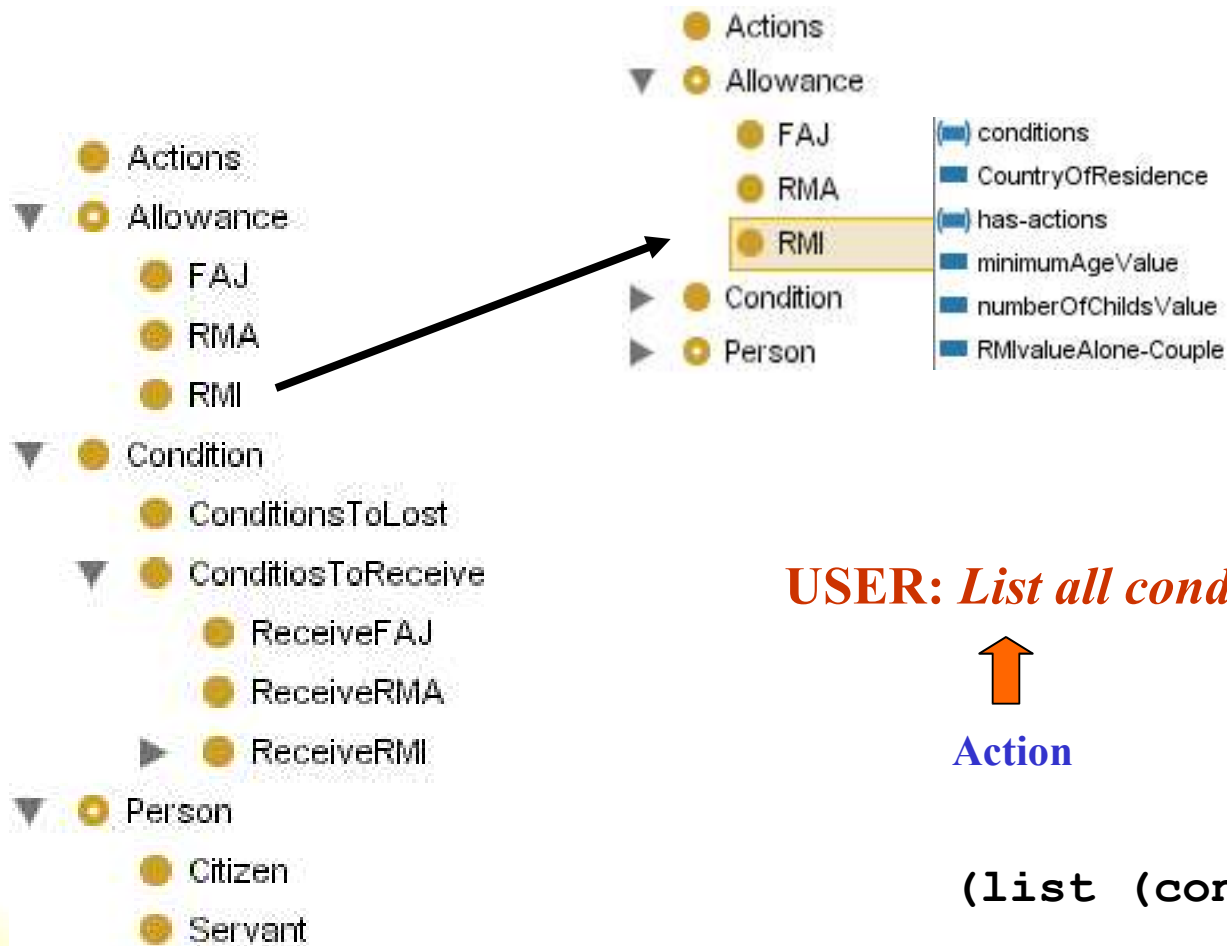 Actions
Allowance
FAJ
RMA
RMI
Condition
ConditionsToLost
ConditiosToReceive
ReceiveFAJ
ReceiveRMA
ReceiveRMI
Person
Citizen
Servant
Actions
Allowance
FAJ
RMA
RMI
Condition
Person
conditions
CountryOfResidence
has-actions
minimumAgeValue
numberOfChildsValue
RMIvalueAlone-Couple
USER: List all cond
Action
(list (con